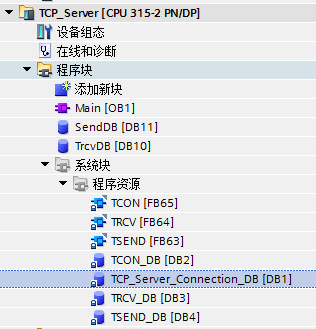 TCP_Server [CPU 315-2 PN/DP]
设备组态
在线和诊断
程序块
添加新块
Main [OB1]
SendDB [DB11]
TrcvDB [DB10]
系统块
程序资源
TCON [FB65]
TRCV [FB64]
TSEND [FB63]
TCON_DB [DB2]
TCP_Server_Connection_DB [DB1]
TRCV_DB [DB3]
TSEND_DB [DB4]